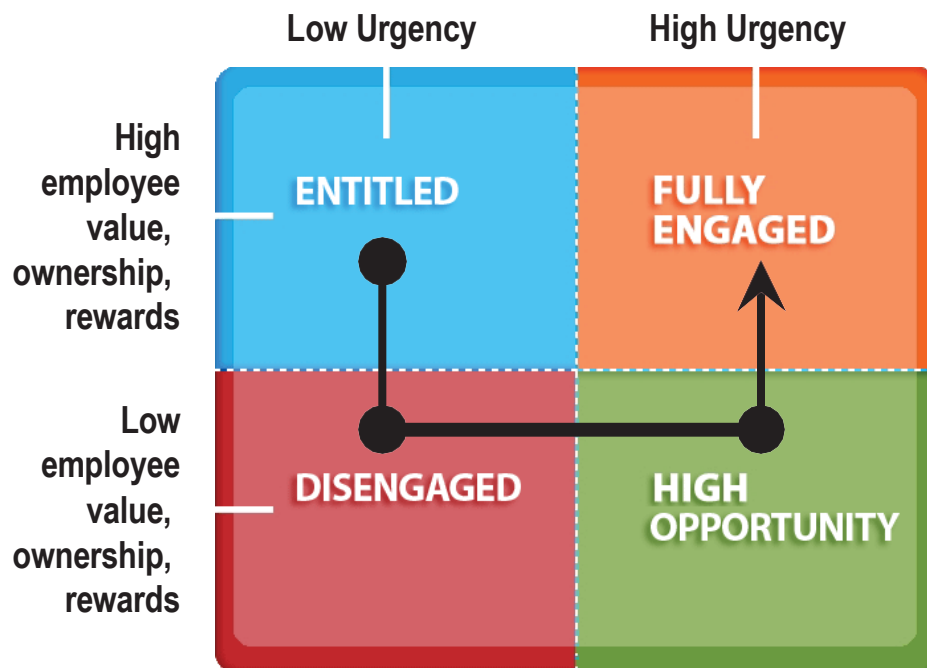 Low Urgency
High Urgency
High
employee
value,
ownership,
rewards
ENTITLED
FULLY
ENGAGED
Low
employee
value,
ownership,
rewards
DISENGAGED
HIGH
OPPORTUNITY